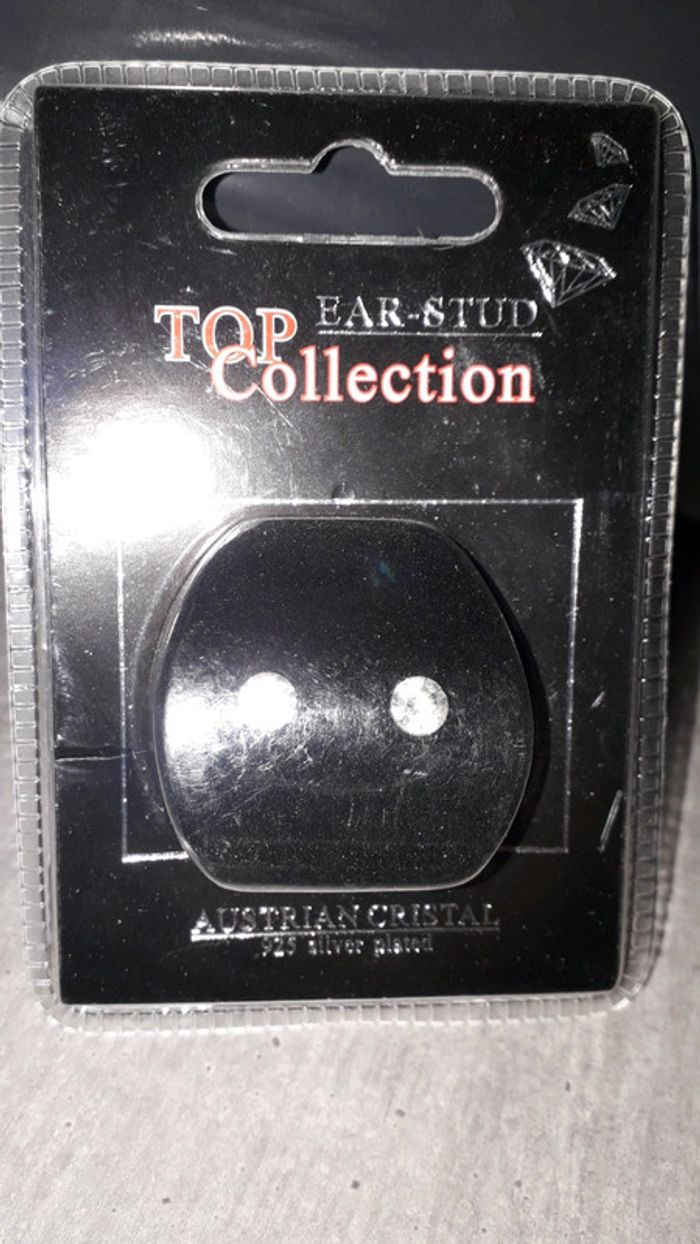 TOP EAR-STUD
Collection
AUSTRIAN CRISTAL
925 silver plated